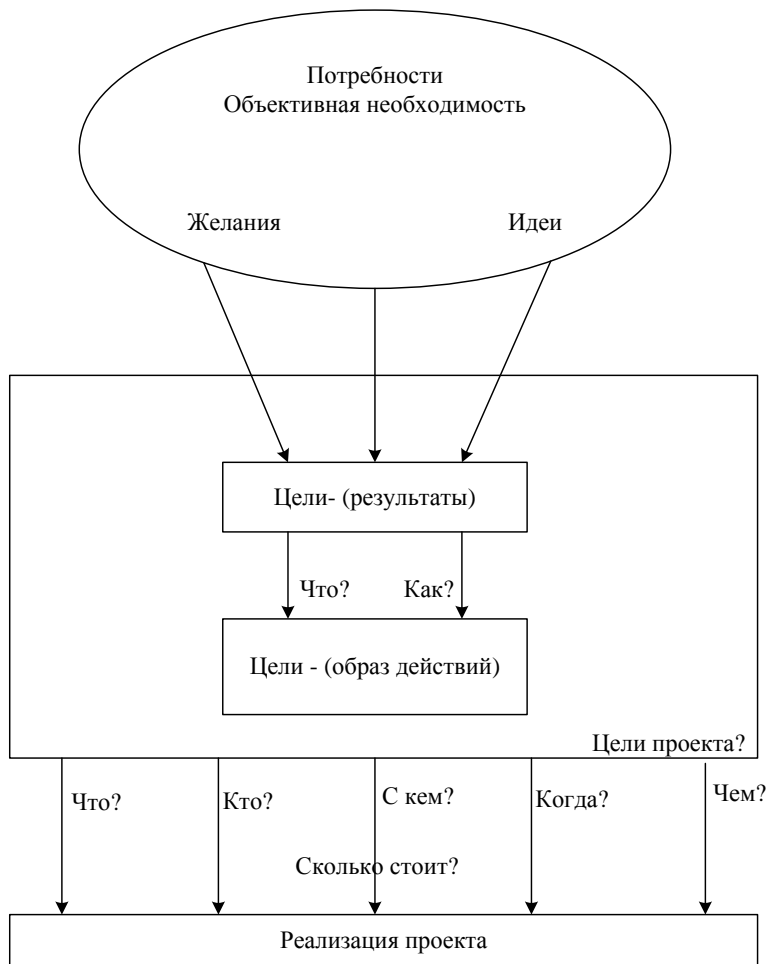 Потребности
Объективная необходимость
Желания
Идеи
Цели- (результаты)
Что?
Как?
Цели - (образ действий)
Цели проекта?
Что?
Кто?
С кем?
Когда?
Чем?
Сколько стоит?
Реализация проекта